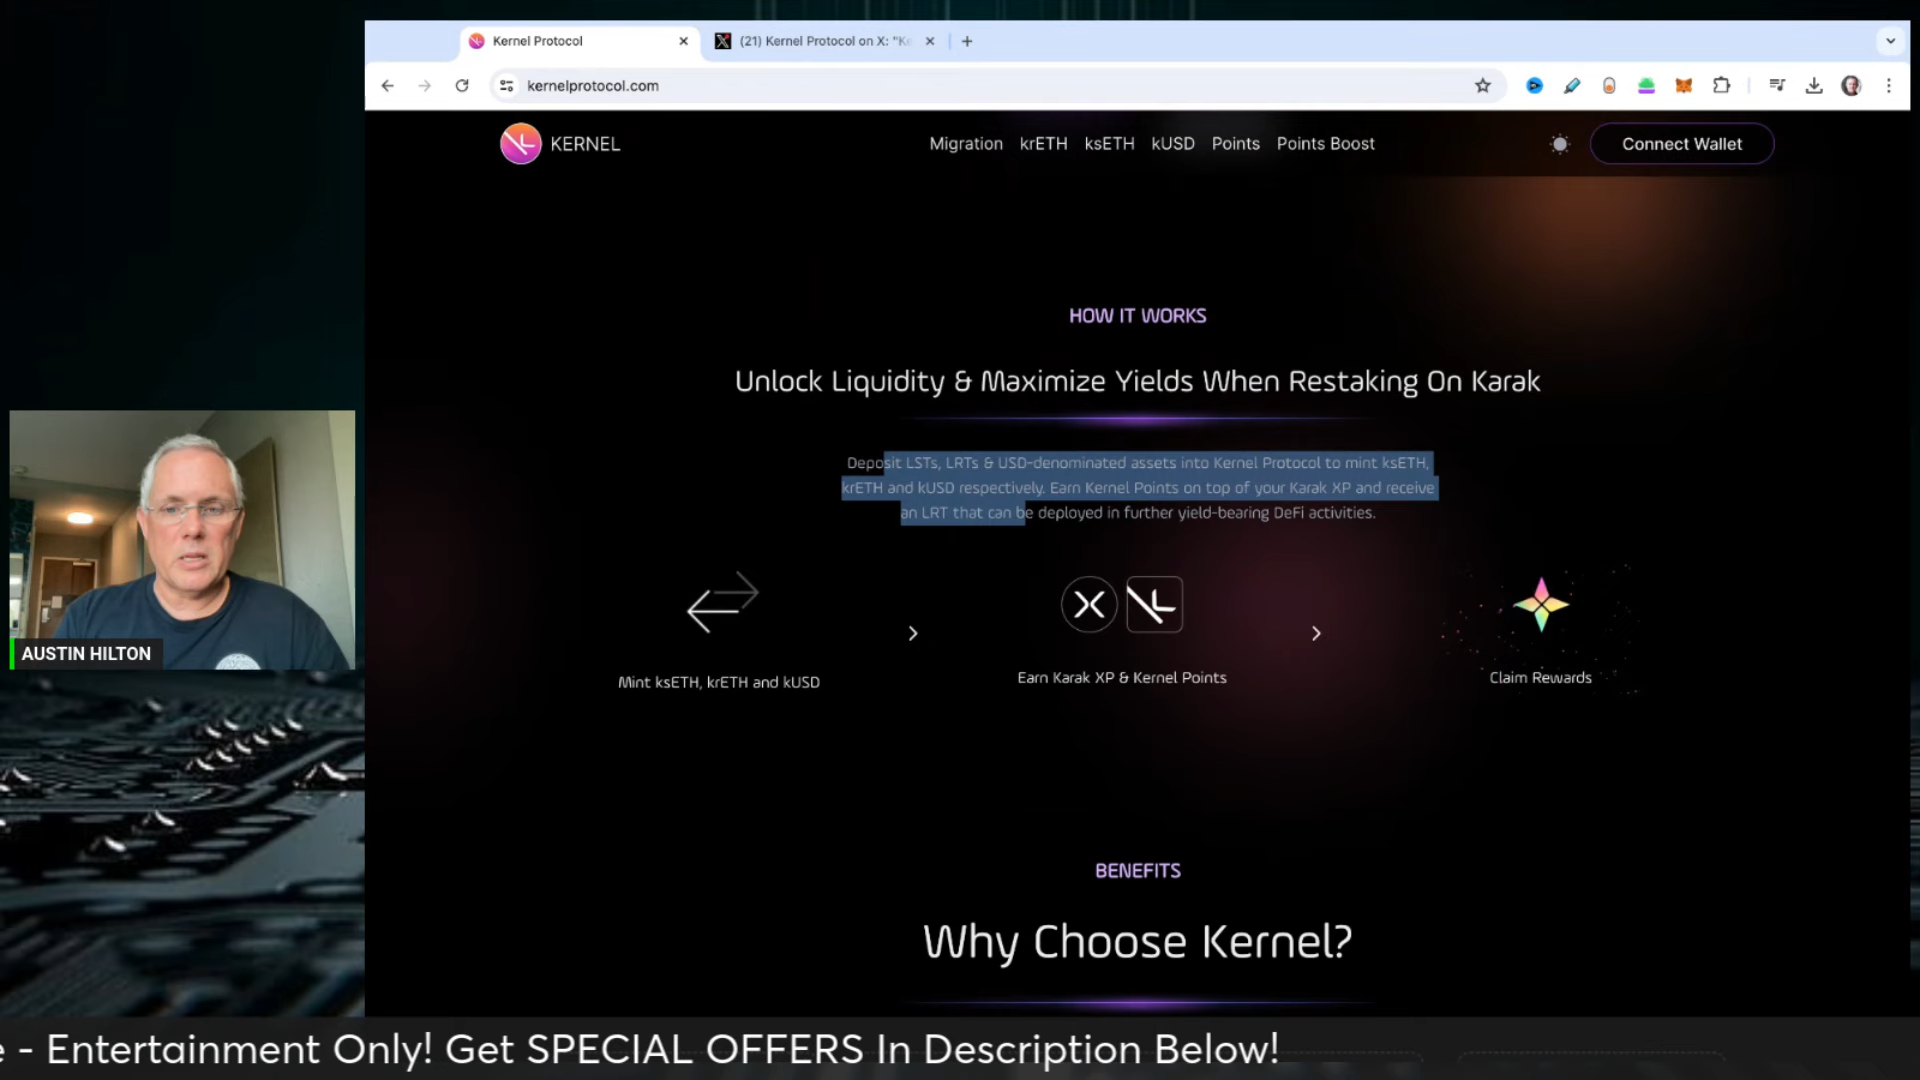 Kernel Protocol
(21) Kernel Protocol on X: "Ke
kernelprotocol.com
KERNEL
Migration krETH ksETH kUSD Points Points Boost
Connect Wallet
HOW IT WORKS
Unlock Liquidity & Maximize Yields When Restaking On Karak
Deposit LSTs, LRTs & USD-denominated assets into Kernel Protocol to mint ksETH,
krETH and kUSD respectively. Earn Kernel Points on top of your Karak XP and receive
an LRT that can be deployed in further yield-bearing DeFi activities.
Mint ksETH, krETH and kUSD
Earn Karak XP & Kernel Points
Claim Rewards
AUSTIN HILTON
BENEFITS
Why Choose Kernel?
e - Entertainment Only! Get SPECIAL OFFERS In Description Below!